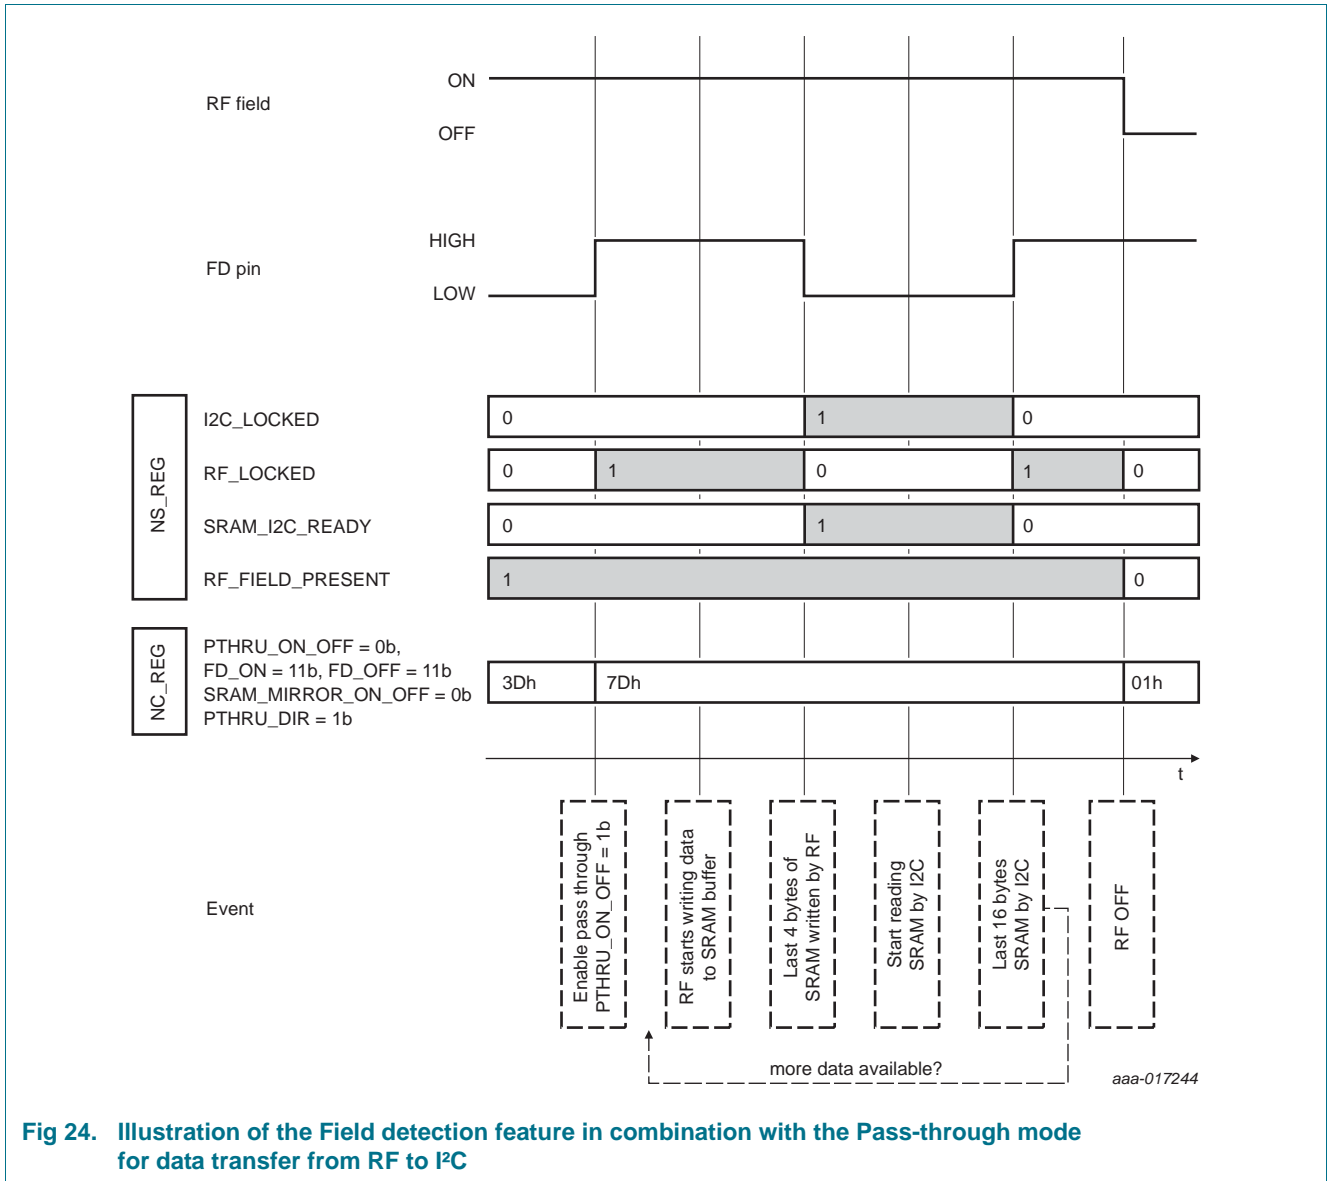 RF field
ON
OFF
FD pin
HIGH
LOW
NS_REG
I2C_LOCKED
0
1
0
RF_LOCKED
0
1
0
1
0
SRAM_I2C_READY
0
1
0
RF_FIELD_PRESENT
1
0
NC_REG
PTHRU_ON_OFF = 0b,
FD_ON = 11b, FD_OFF = 11b
SRAM_MIRROR_ON_OFF = 0b
PTHRU_DIR = 1b
3Dh
7Dh
01h
t
Event
Enable pass through
PTHRU_ON_OFF = 1b
RF starts writing data
to SRAM buffer
Last 4 bytes of
SRAM written by RF
Start reading
SRAM by I2C
Last 16 bytes
SRAM by I2C
RF OFF
more data available?
aaa-017244
Fig 24. Illustration of the Field detection feature in combination with the Pass-through mode
for data transfer from RF to I²C